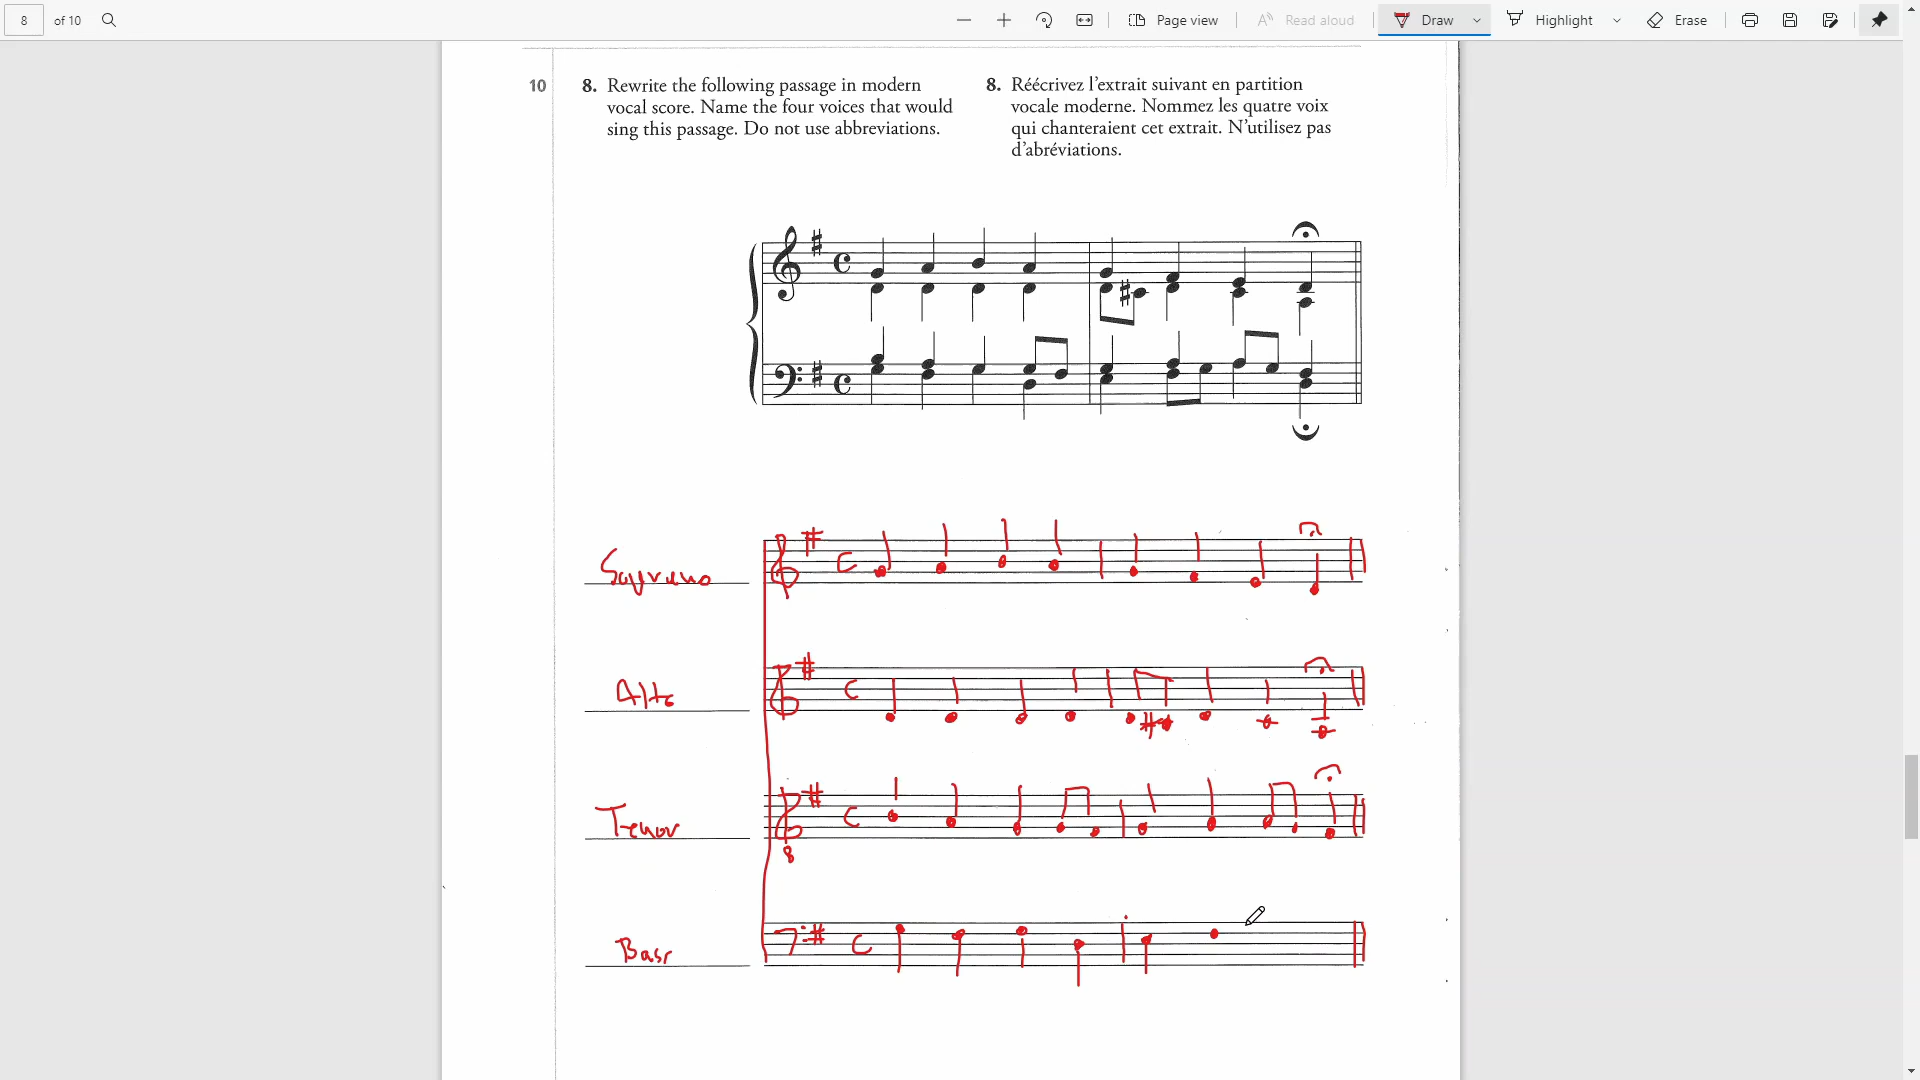 8 of 10 Page view Read aloud Draw Highlight Erase
10 8. Rewrite the following passage in modern
vocal score. Name the four voices that would
sing this passage. Do not use abbreviations.
8. Réécrivez l'extrait suivant en partition
vocale moderne. Nommez les quatre voix
qui chanteraient cet extrait. N'utilisez pas
d'abréviations.
Soprano
Alto
Tenor
8
Bass